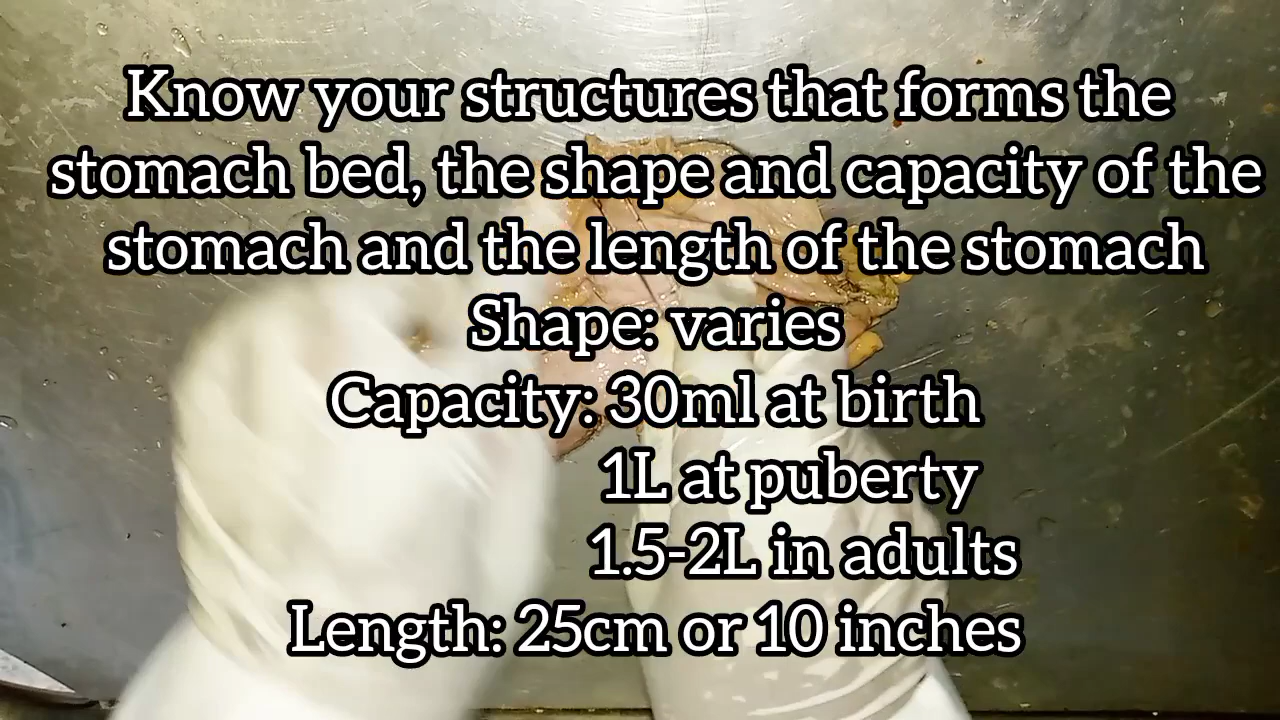 Know your structures that forms the
stomach bed, the shape and capacity of the
stomach and the length of the stomach
Shape: varies
Capacity: 30ml at birth
1L at puberty
1.5-2L in adults
Length: 25cm or 10 inches